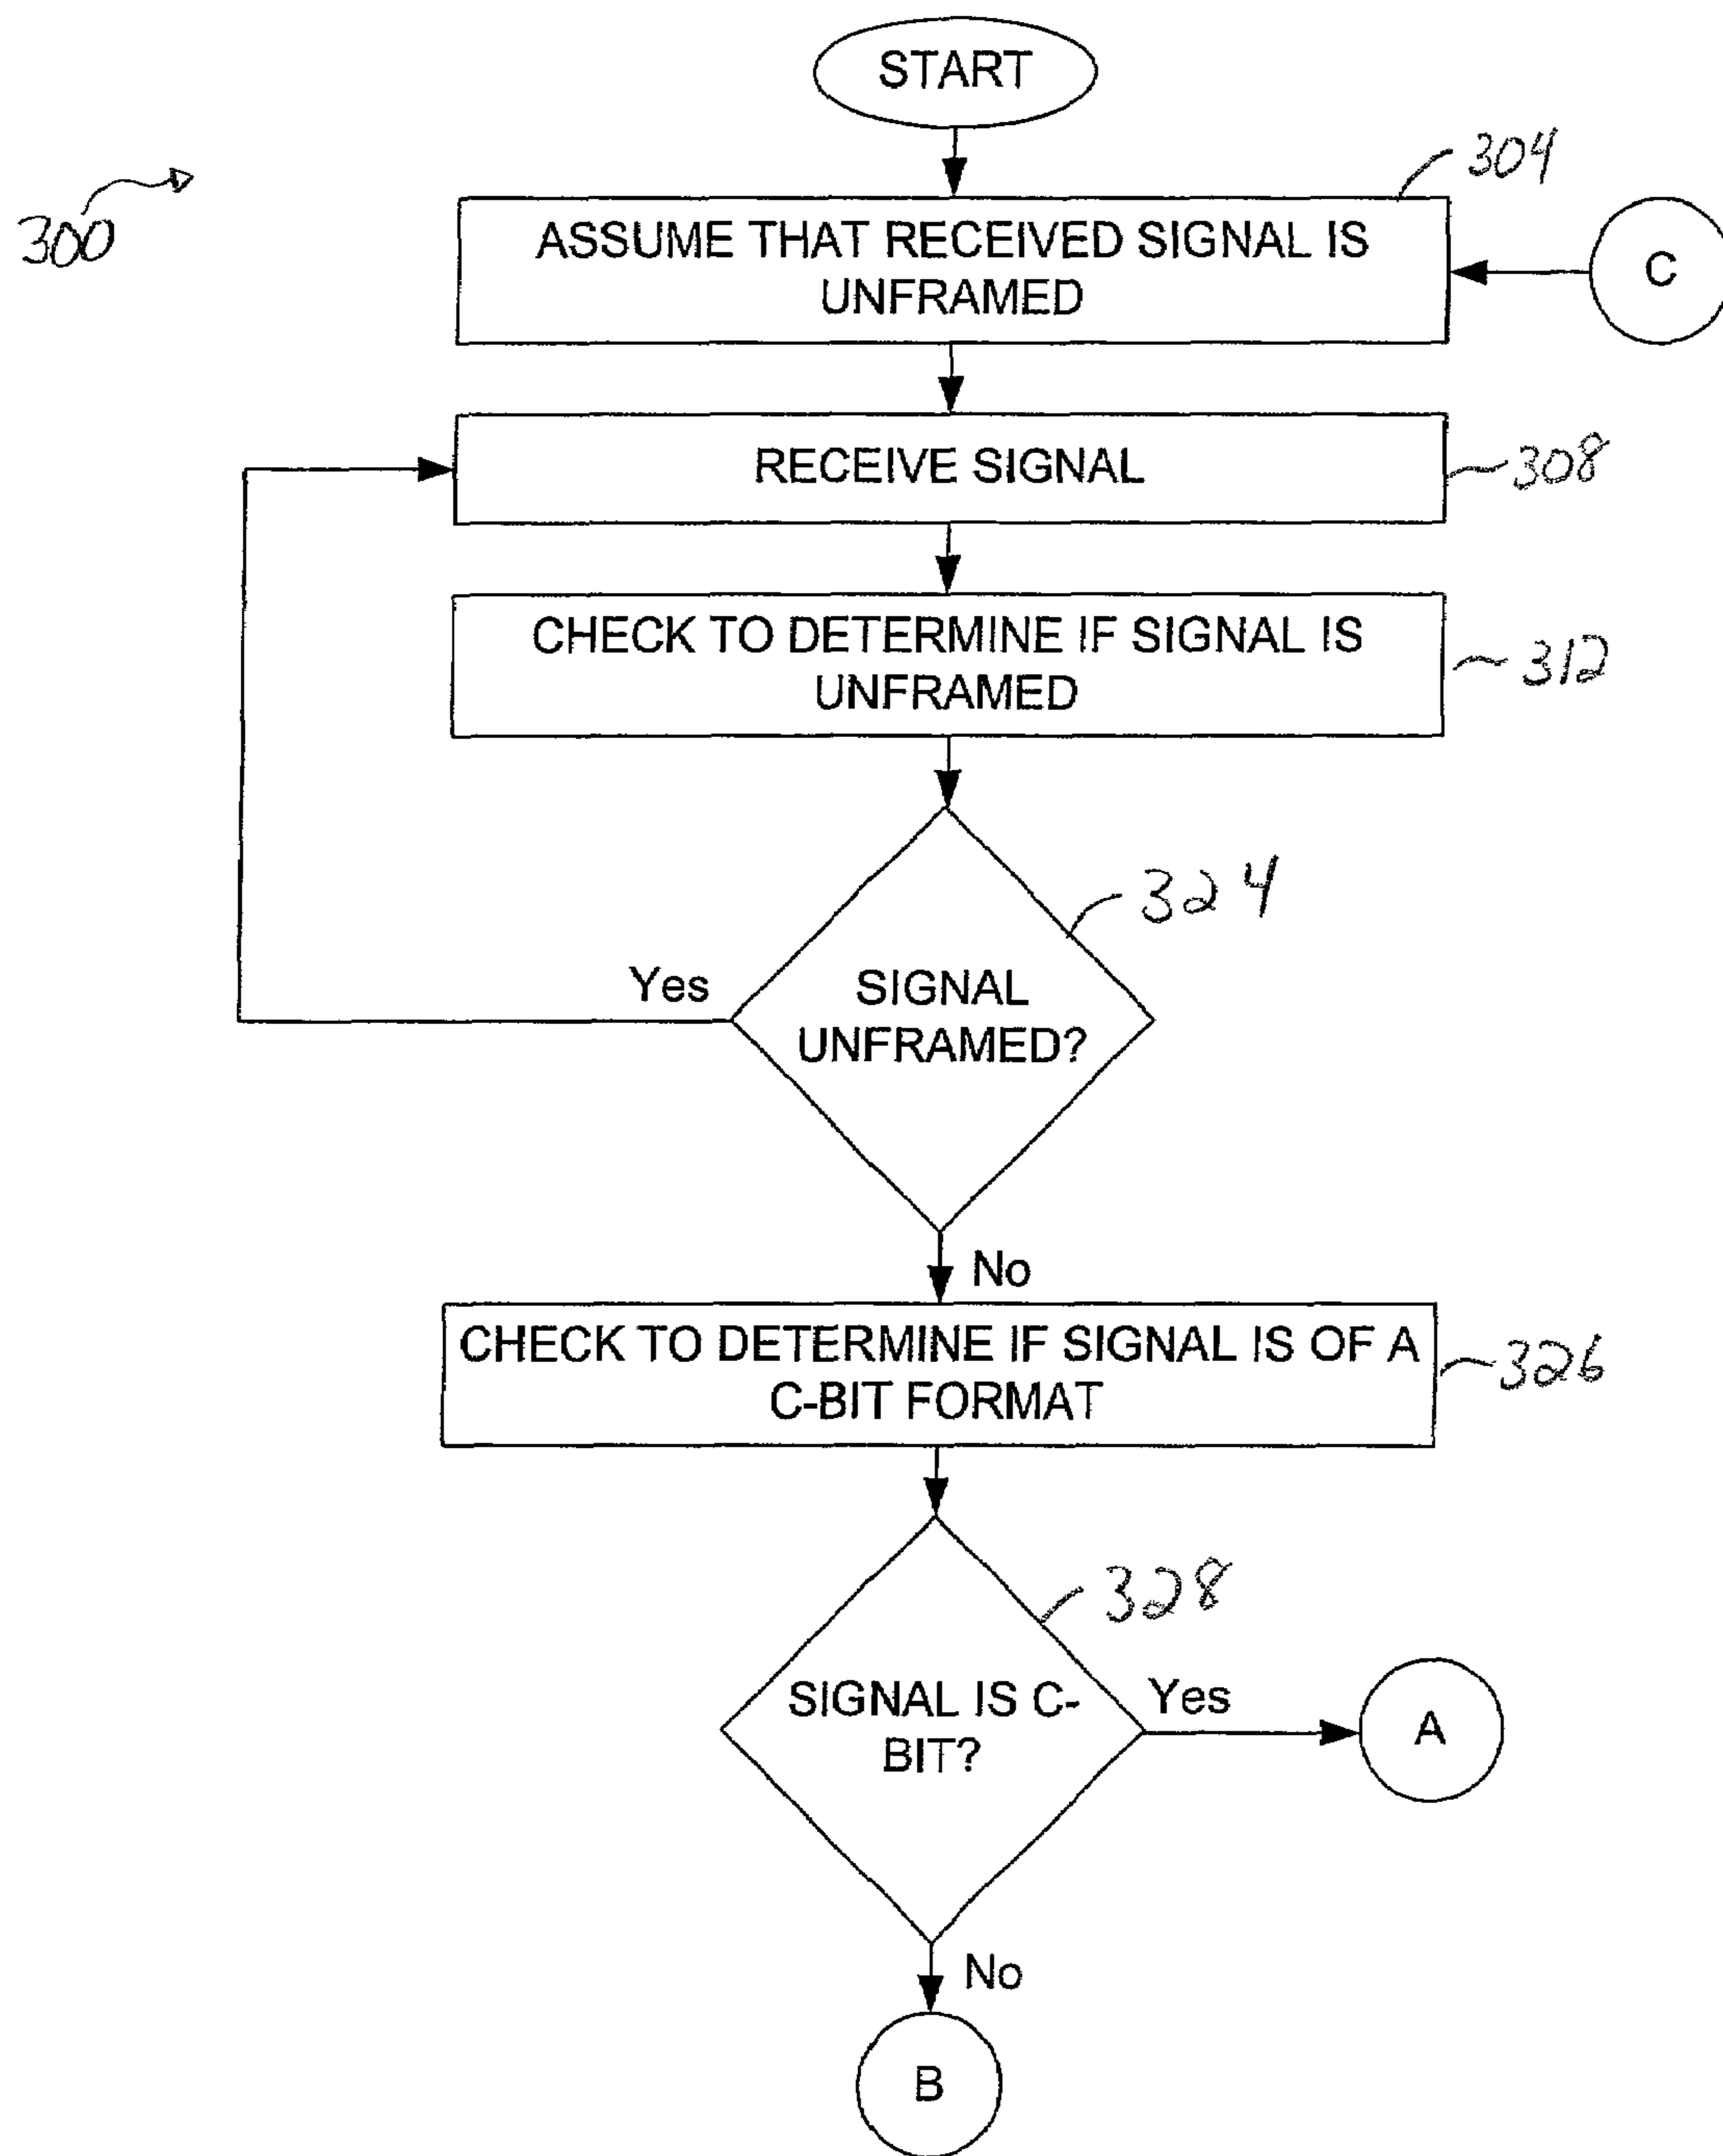 START
300
304
ASSUME THAT RECEIVED SIGNAL IS
UNFRAMED
C
RECEIVE SIGNAL
308
CHECK TO DETERMINE IF SIGNAL IS
UNFRAMED
312
324
Yes
SIGNAL
UNFRAMED?
No
CHECK TO DETERMINE IF SIGNAL IS OF A
C-BIT FORMAT
326
328
SIGNAL IS C-
BIT?
Yes
A
No
B